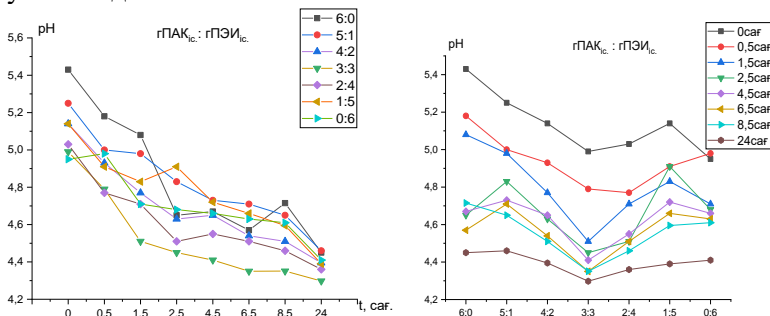 pH
гПАКіс. : гПЭИіс.
6:0
5:1
4:2
3:3
2:4
1:5
0:6
5,6
5,4
5,2
5,0
4,8
4,6
4,4
4,2
0 0,5 1,5 2,5 4,5 6,5 8,5 24 t, сағ.
pH
гПАКіс. : гПЭИіс.
0сағ
0,5сағ
1,5сағ
2,5сағ
4,5сағ
6,5сағ
8,5сағ
24сағ
5,4
5,2
5,0
4,8
4,6
4,4
4,2
6:0 5:1 4:2 3:3 2:4 1:5 0:6